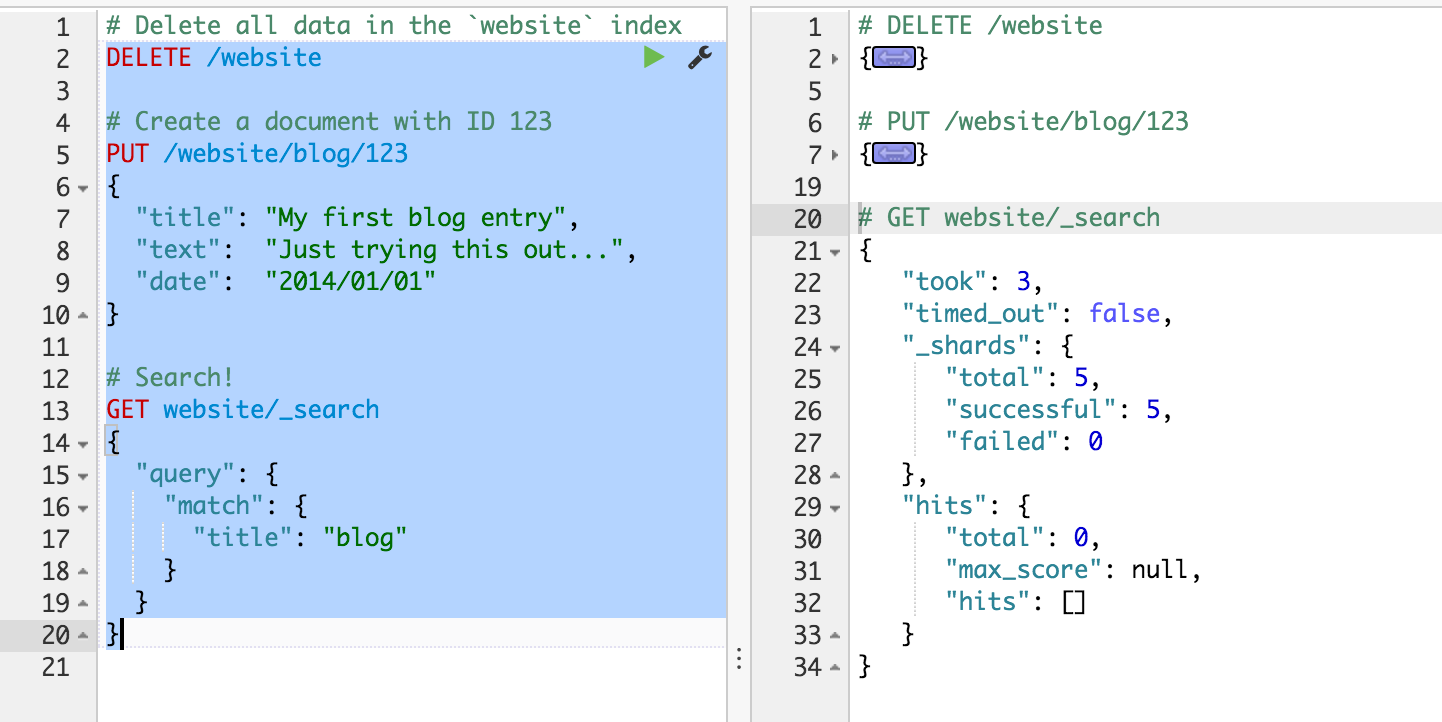 1 # Delete all data in the `website` index
2 DELETE /website
3
4 # Create a document with ID 123
5 PUT /website/blog/123
6 {
7 "title": "My first blog entry",
8 "text":  "Just trying this out...",
9 "date":  "2014/01/01"
10 }
11
12 # Search!
13 GET website/_search
14 {
15 "query": {
16 "match": {
17 "title": "blog"
18 }
19 }
20 }
21
1 # DELETE /website
2 {}
5
6 # PUT /website/blog/123
7 {}
19
20 # GET website/_search
21 {
22 "took": 3,
23 "timed_out": false,
24 "_shards": {
25 "total": 5,
26 "successful": 5,
27 "failed": 0
28 },
29 "hits": {
30 "total": 0,
31 "max_score": null,
32 "hits": []
33 }
34 }